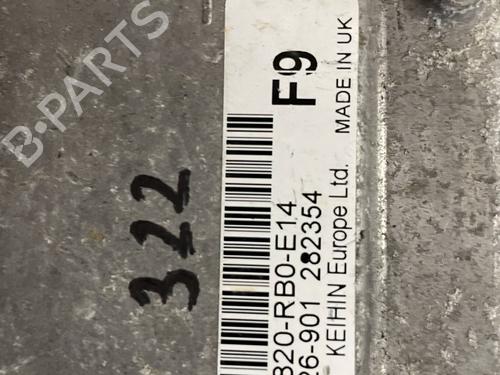 B-PARTS
322
F9
MADE IN UK
820-RB0-E14
26-901 282354
KEIHIN Europe Ltd.